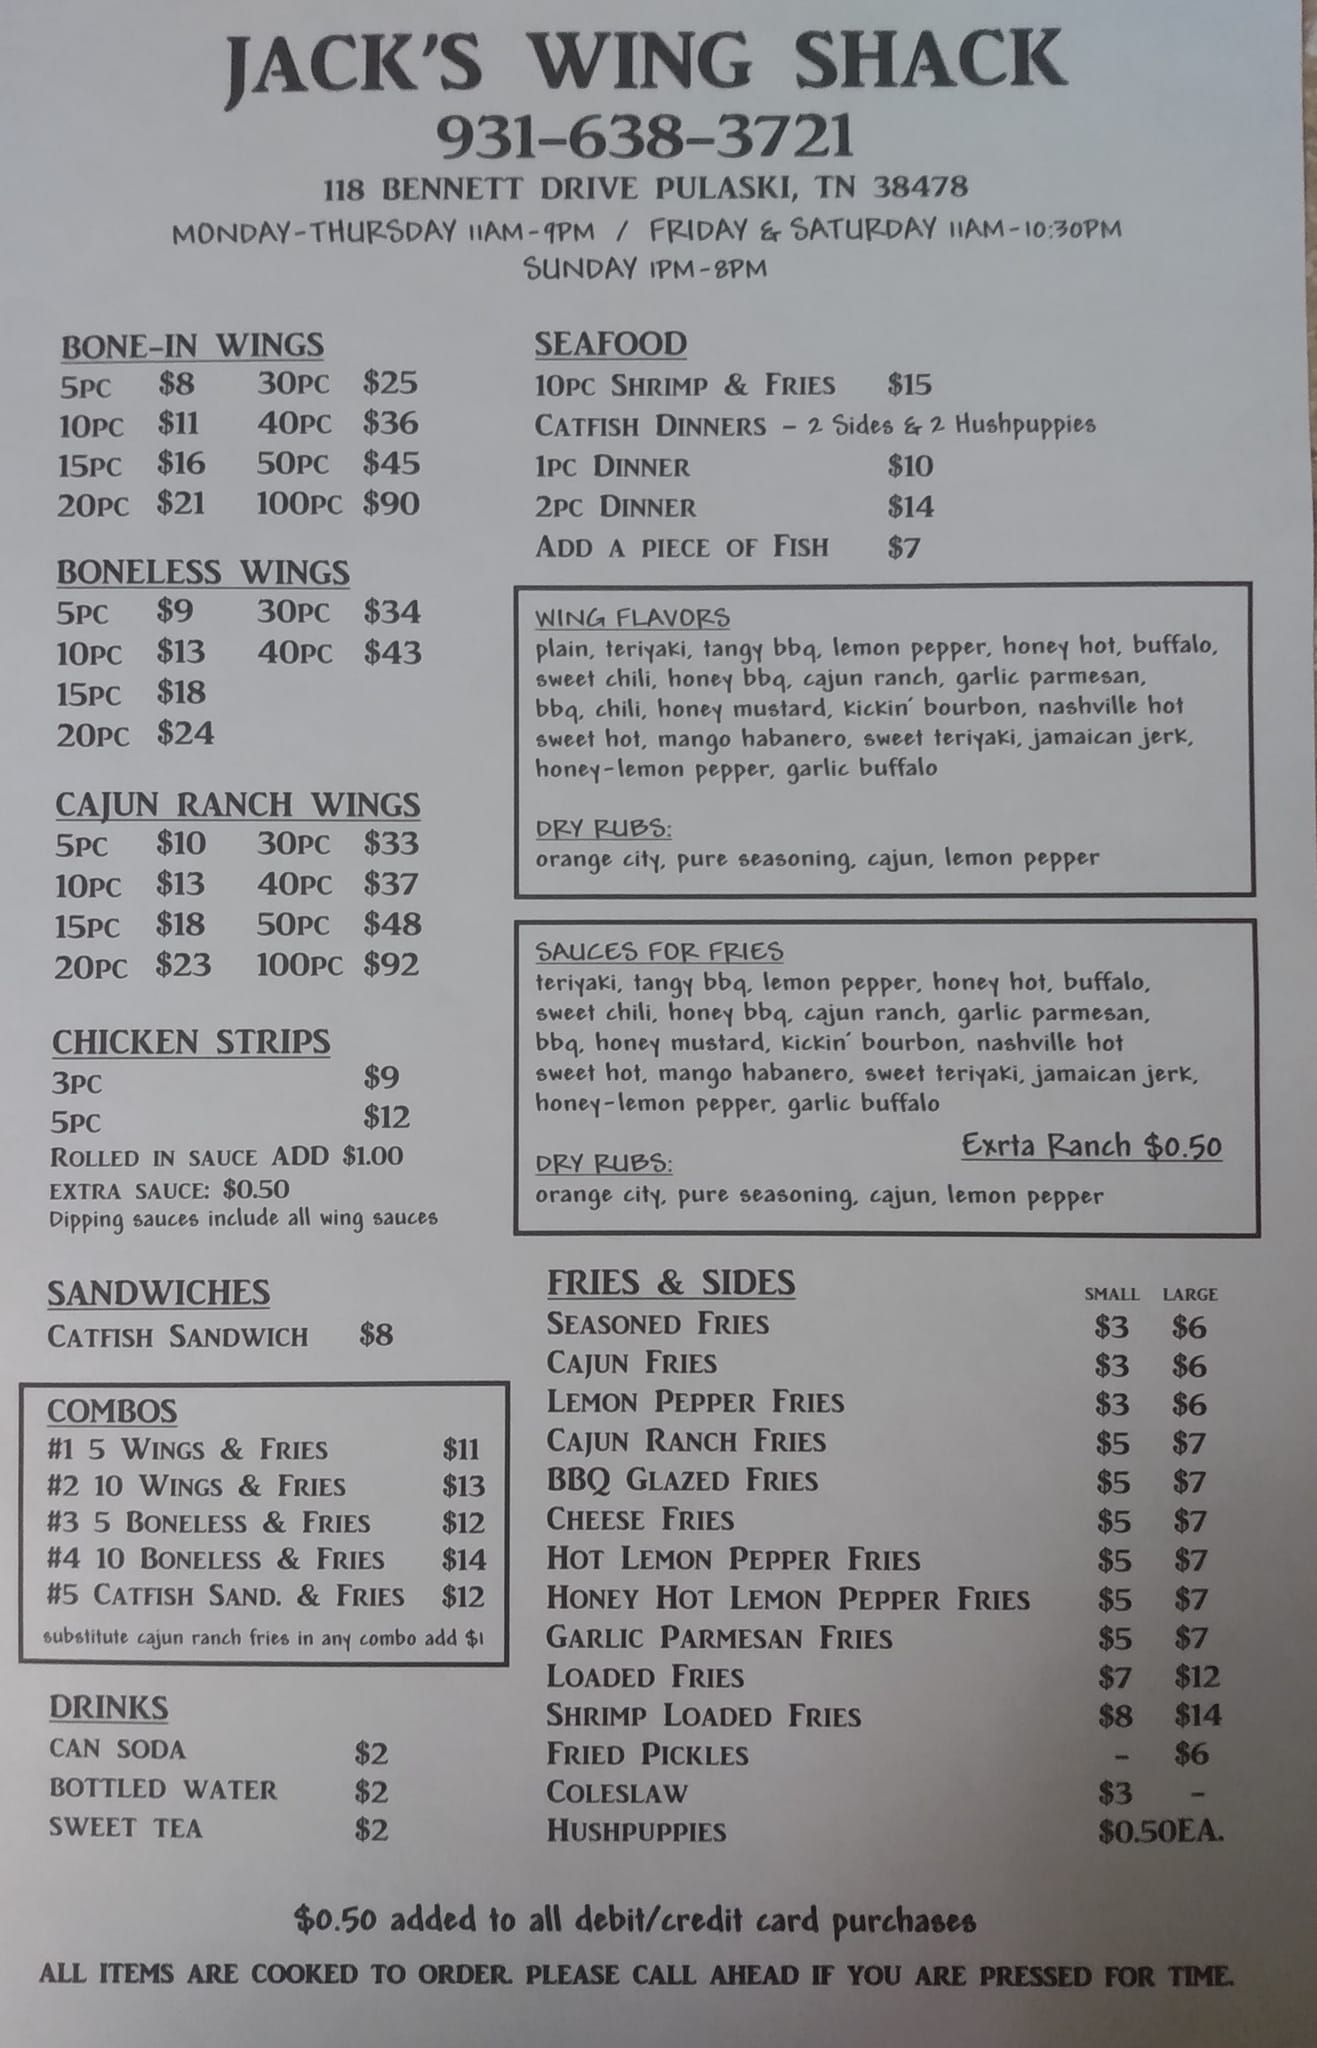 JACK'S WING SHACK
931-638-3721
118 BENNETT DRIVE PULASKI, TN 38478
MONDAY-THURSDAY 11AM-9PM / FRIDAY & SATURDAY 11AM-10:30PM
SUNDAY 1PM-8PM
BONE-IN WINGS
5PC $8 30PC $25
10PC $11 40PC $36
15PC $16 50PC $45
20PC $21 100PC $90
BONELESS WINGS
5PC $9 30PC $34
10PC $13 40PC $43
15PC $18
20PC $24
CAJUN RANCH WINGS
5PC $10 30PC $33
10PC $13 40PC $37
15PC $18 50PC $48
20PC $23 100PC $92
CHICKEN STRIPS
3PC $9
5PC $12
ROLLED IN SAUCE ADD $1.00
EXTRA SAUCE: $0.50
Dipping sauces include all wing sauces
SANDWICHES
CATFISH SANDWICH $8
COMBOS
#1 5 WINGS & FRIES $11
#2 10 WINGS & FRIES $13
#3 5 BONELESS & FRIES $12
#4 10 BONELESS & FRIES $14
#5 CATFISH SAND. & FRIES $12
substitute cajun ranch fries in any combo add $1
DRINKS
CAN SODA $2
BOTTLED WATER $2
SWEET TEA $2
SEAFOOD
10PC SHRIMP & FRIES $15
CATFISH DINNERS - 2 Sides & 2 Hushpuppies
1PC DINNER $10
2PC DINNER $14
ADD A PIECE OF FISH $7
WING FLAVORS
plain, teriyaki, tangy bbq, lemon pepper, honey hot, buffalo,
sweet chili, honey bbq, cajun ranch, garlic parmesan,
bbq, chili, honey mustard, kickin' bourbon, nashville hot
sweet hot, mango habanero, sweet teriyaki, jamaican jerk,
honey-lemon pepper, garlic buffalo
DRY RUBS:
orange city, pure seasoning, cajun, lemon pepper
SAUCES FOR FRIES
teriyaki, tangy bbq, lemon pepper, honey hot, buffalo,
sweet chili, honey bbq, cajun ranch, garlic parmesan,
bbq, honey mustard, kickin' bourbon, nashville hot
sweet hot, mango habanero, sweet teriyaki, jamaican jerk,
honey-lemon pepper, garlic buffalo
Exrta Ranch $0.50
DRY RUBS:
orange city, pure seasoning, cajun, lemon pepper
FRIES & SIDES SMALL LARGE
SEASONED FRIES $3 $6
CAJUN FRIES $3 $6
LEMON PEPPER FRIES $3 $6
CAJUN RANCH FRIES $5 $7
BBQ GLAZED FRIES $5 $7
CHEESE FRIES $5 $7
HOT LEMON PEPPER FRIES $5 $7
HONEY HOT LEMON PEPPER FRIES $5 $7
GARLIC PARMESAN FRIES $5 $7
LOADED FRIES $7 $12
SHRIMP LOADED FRIES $8 $14
FRIED PICKLES - $6
COLESLAW $3 -
HUSHPUPPIES $0.50EA.
$0.50 added to all debit/credit card purchases
ALL ITEMS ARE COOKED TO ORDER. PLEASE CALL AHEAD IF YOU ARE PRESSED FOR TIME.